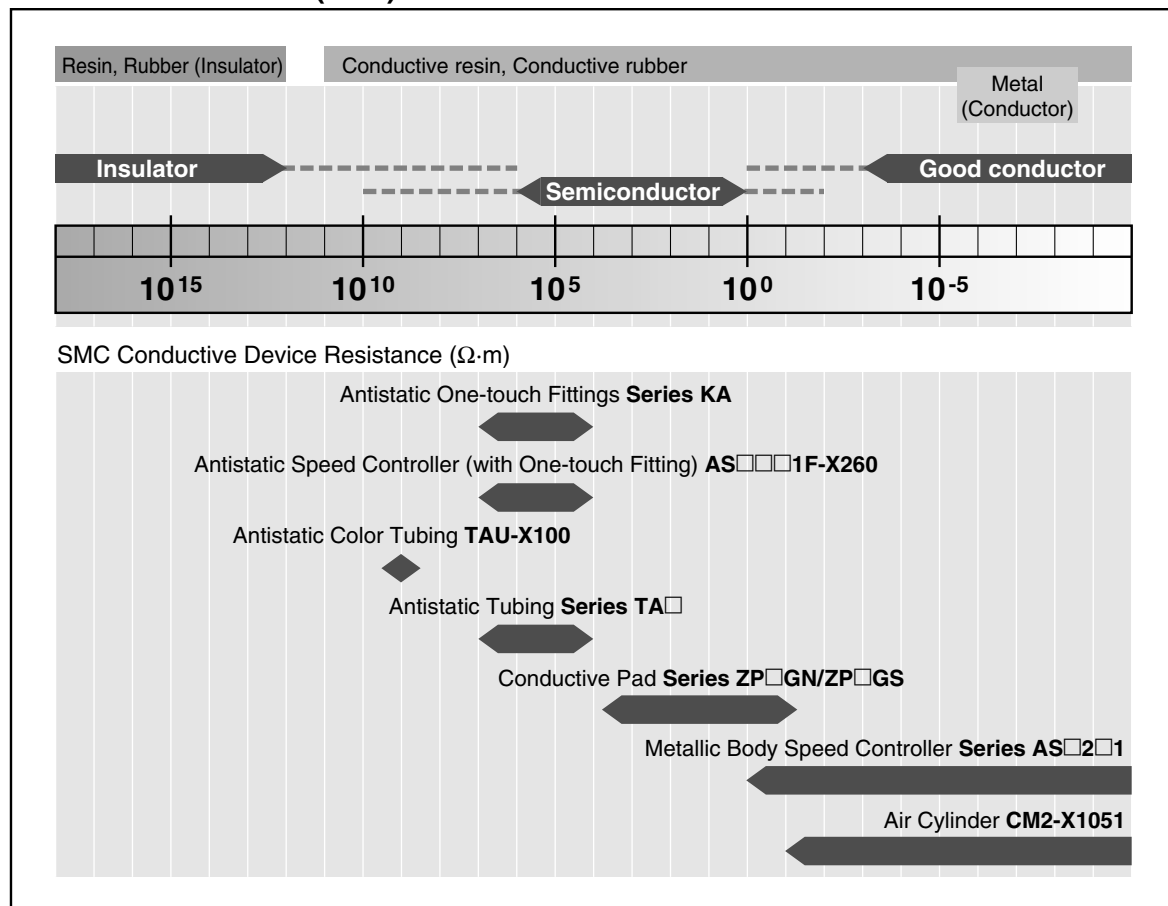 Resin, Rubber (Insulator)
Conductive resin, Conductive rubber
Metal
(Conductor)
Insulator
Good conductor
Semiconductor
10¹⁵
10¹⁰
10⁵
10⁰
10⁻⁵
SMC Conductive Device Resistance (Ω·m)
Antistatic One-touch Fittings Series KA
Antistatic Speed Controller (with One-touch Fitting) AS□□□1F-X260
Antistatic Color Tubing TAU-X100
Antistatic Tubing Series TA□
Conductive Pad Series ZP□GN/ZP□GS
Metallic Body Speed Controller Series AS□2□1
Air Cylinder CM2-X1051